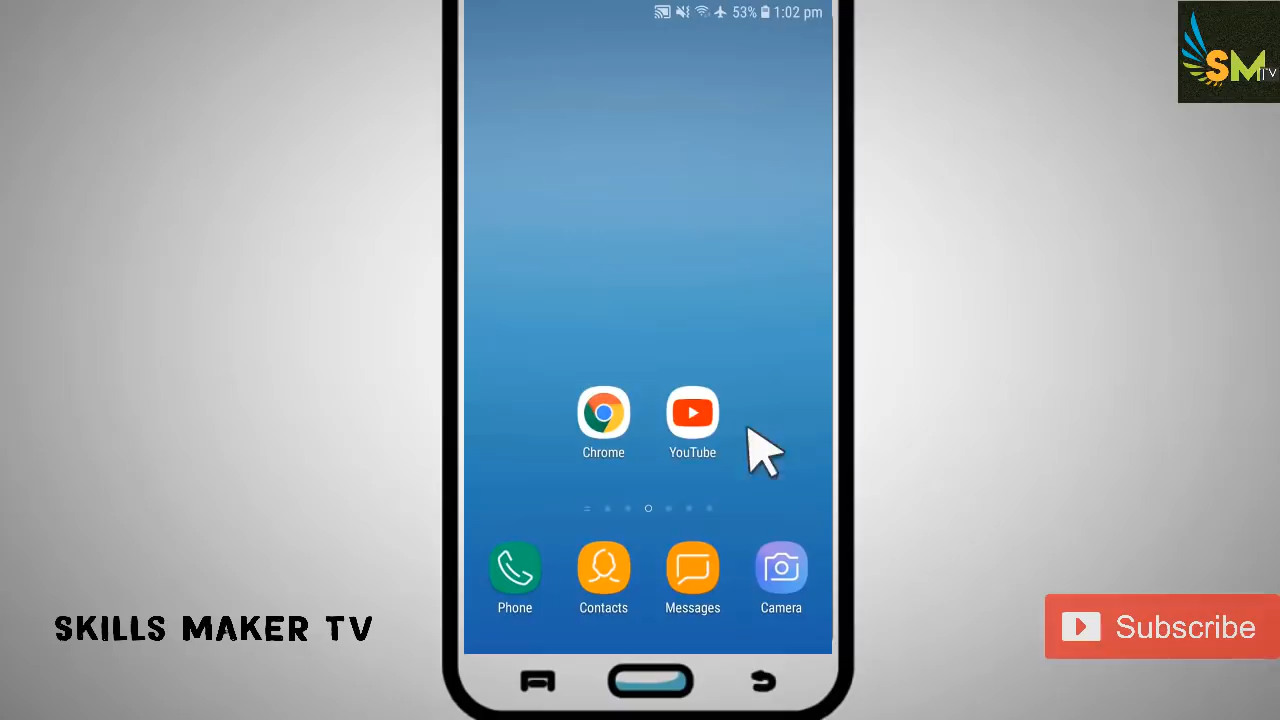 53% 1:02 pm
SM TV
Chrome YouTube
Phone Contacts Messages Camera
SKILLS MAKER TV
Subscribe